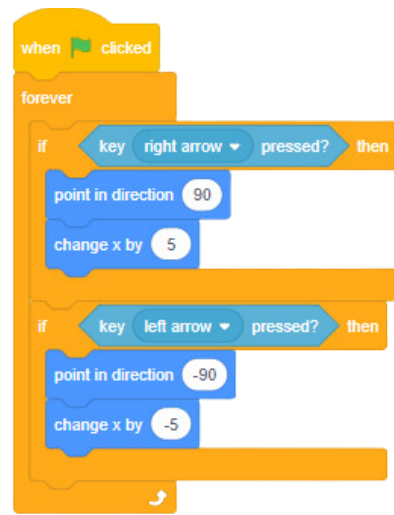 when clicked
forever
if key right arrow pressed? then
point in direction 90
change x by 5
if key left arrow pressed? then
point in direction -90
change x by -5